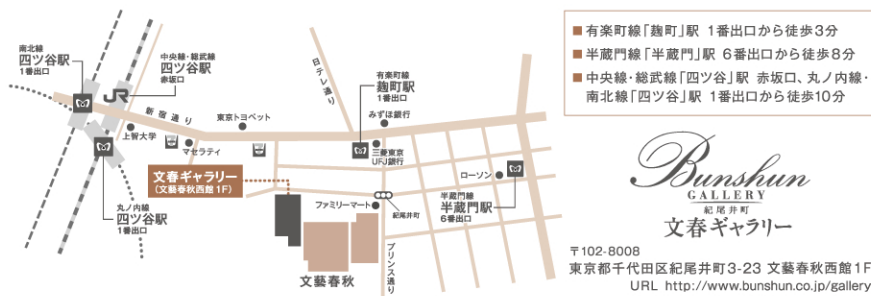 南北線
四ツ谷駅
1番出口
JR
中央線・総武線
四ツ谷駅
赤坂口
新宿通り
上智大学
マセラティ
東京トヨペット
日テレ通り
有楽町線
麹町駅
1番出口
みずほ銀行
三菱東京
UFJ銀行
文春ギャラリー
(文藝春秋西館1F)
丸ノ内線
四ツ谷駅
1番出口
ファミリーマート
紀尾井町
プリンス通り
文藝春秋
ローソン
半蔵門線
半蔵門駅
6番出口
■ 有楽町線「麹町」駅 1番出口から徒歩3分
■ 半蔵門線「半蔵門」駅 6番出口から徒歩8分
■ 中央線・総武線「四ツ谷」駅 赤坂口、丸ノ内線・
南北線「四ツ谷」駅 1番出口から徒歩10分
Bunshun
GALLERY
紀尾井町
文春ギャラリー
〒102-8008
東京都千代田区紀尾井町3-23 文藝春秋西館1F
URL http://www.bunshun.co.jp/gallery